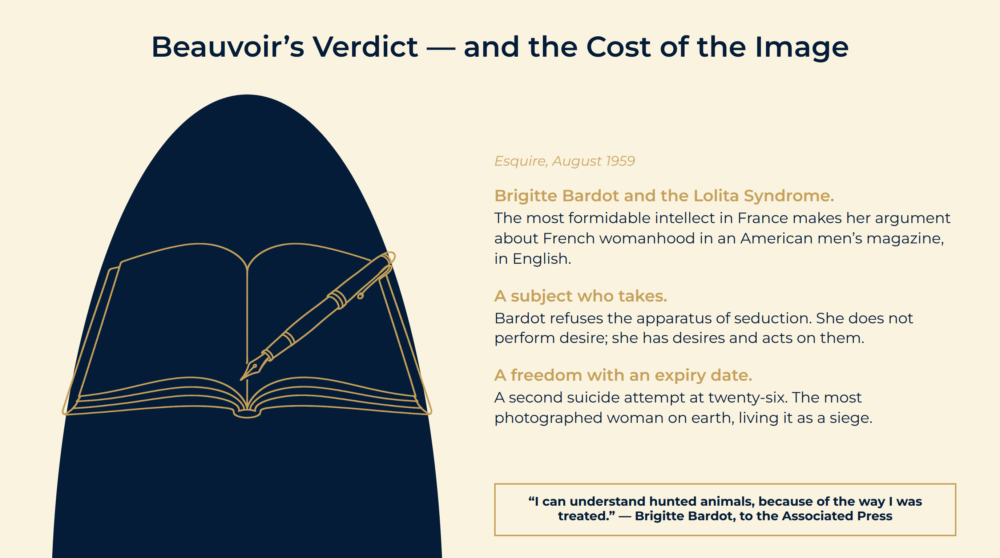 Beauvoir’s Verdict — and the Cost of the Image
Esquire, August 1959
Brigitte Bardot and the Lolita Syndrome.
The most formidable intellect in France makes her argument
about French womanhood in an American men’s magazine,
in English.
A subject who takes.
Bardot refuses the apparatus of seduction. She does not
perform desire; she has desires and acts on them.
A freedom with an expiry date.
A second suicide attempt at twenty-six. The most
photographed woman on earth, living it as a siege.
“I can understand hunted animals, because of the way I was
treated.” — Brigitte Bardot, to the Associated Press